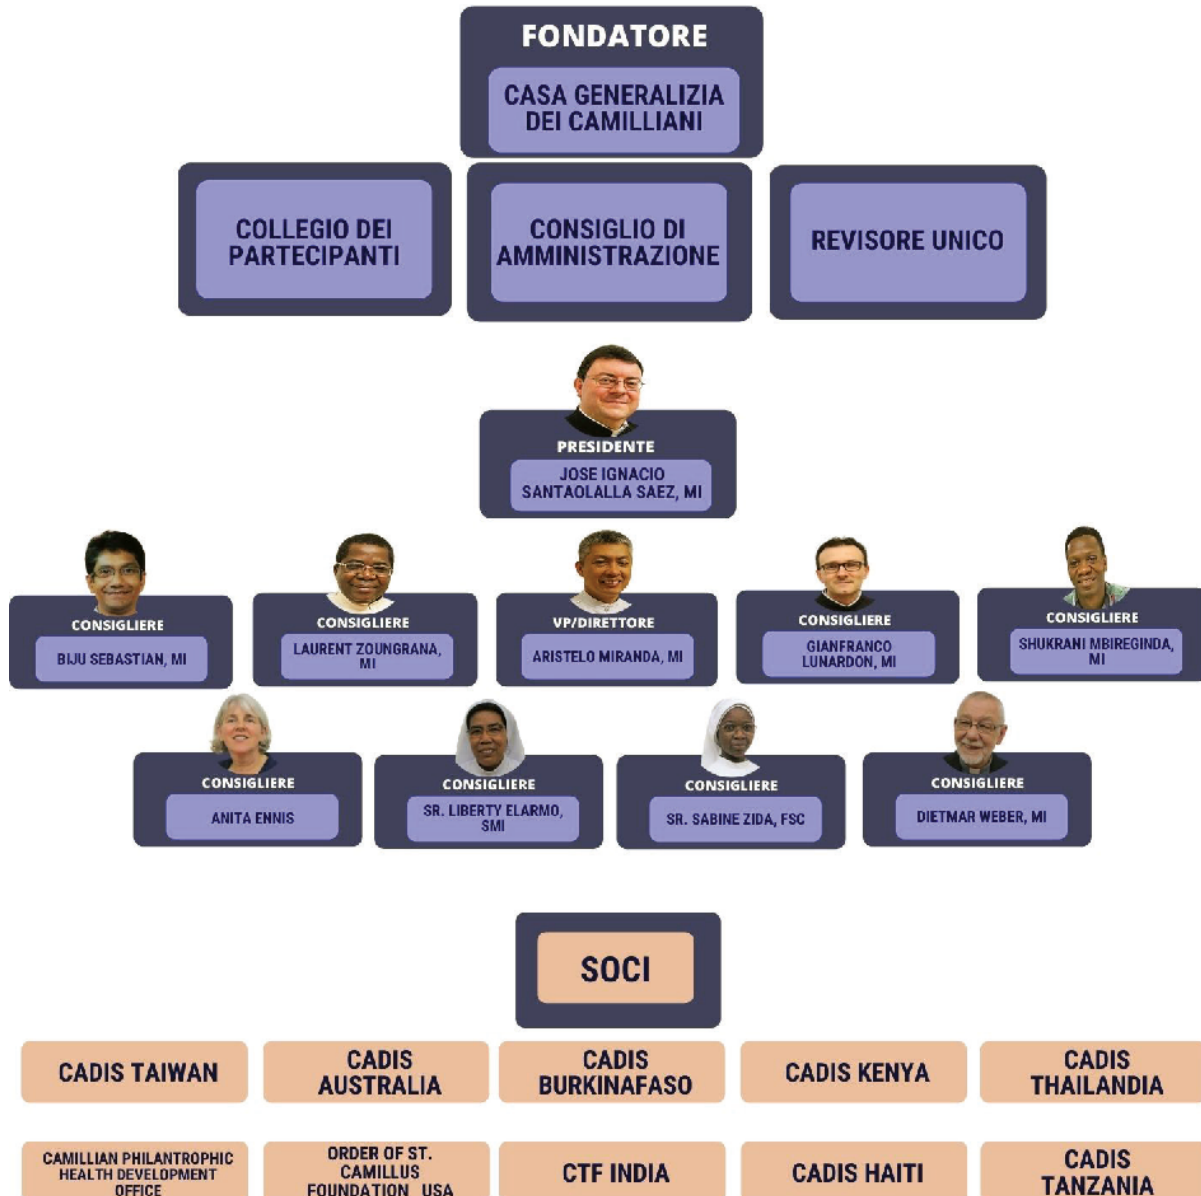 FONDATORE
CASA GENERALIZIA
DEI CAMILLIANI
COLLEGIO DEI
PARTECIPANTI
CONSIGLIO DI
AMMINISTRAZIONE
REVISORE UNICO
PRESIDENTE
JOSE IGNACIO
SANTAOLALLA SAEZ, MI
CONSIGLIERE
BIJU SEBASTIAN, MI
CONSIGLIERE
LAURENT ZOUNGRANA,
MI
VP/DIRETTORE
ARISTELO MIRANDA, MI
CONSIGLIERE
GIANFRANCO
LUNARDON, MI
CONSIGLIERE
SHUKRANI MBIREGINDA,
MI
CONSIGLIERE
ANITA ENNIS
CONSIGLIERE
SR. LIBERTY ELARMO,
SMI
CONSIGLIERE
SR. SABINE ZIDA, FSC
CONSIGLIERE
DIETMAR WEBER, MI
SOCI
CADIS TAIWAN
CADIS
AUSTRALIA
CADIS
BURKINAFASO
CADIS KENYA
CADIS
THAILANDIA
CAMILLIAN PHILANTROPHIC
HEALTH DEVELOPMENT
OFFICE
ORDER OF ST.
CAMILLUS
FOUNDATION USA
CTF INDIA
CADIS HAITI
CADIS
TANZANIA